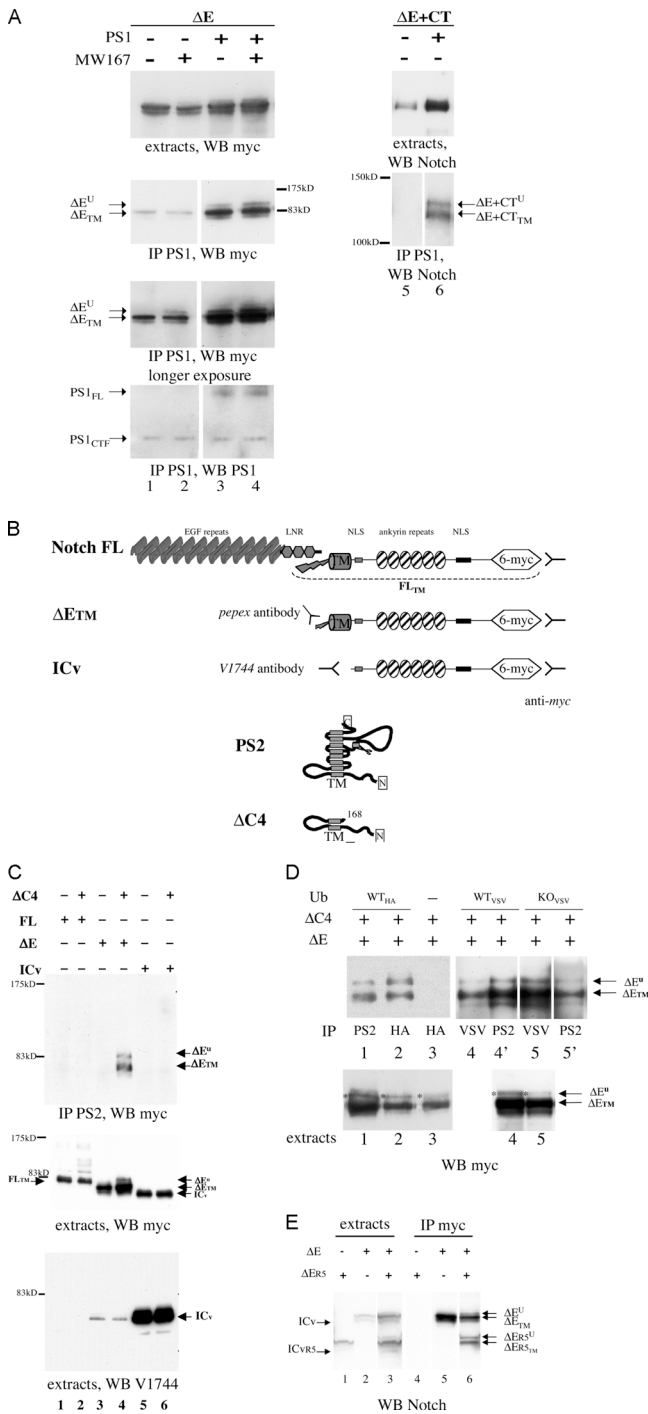 A
ΔE
ΔE+CT
PS1 - - + +
- +
MW167 - + - +
- -
extracts, WB myc
extracts,
WB Notch
175kD
ΔE^U
ΔE_TM
83kD
IP PS1, WB myc
150kD
ΔE+CT^U
ΔE+CT_TM
100kD
IP PS1,
WB Notch
5 6
ΔE^U
ΔE_TM
IP PS1, WB myc
longer exposure
PS1_FL
PS1_CTF
IP PS1, WB PS1
1 2 3 4
B
EGF repeats LNR NLS ankyrin repeats NLS
Notch FL TM 6-myc
FL_TM
ΔE_TM pepex antibody TM 6-myc
ICv V1744 antibody 6-myc
anti-myc
C
PS2
TM N
ΔC4 168
TM_ N
C
ΔC4 - + - + - +
FL + +
ΔE + +
ICv - - - - + +
175kD
83kD
ΔE^u
ΔE_TM
IP PS2, WB myc
175kD
83kD
FL_TM
ΔE^u
ΔE_TM
ICv
extracts, WB myc
83kD
ICv
extracts, WB V1744
1 2 3 4 5 6
D
Ub WT_HA - WT_VSV KO_VSV
ΔC4 + + + + + + +
ΔE + + + + + + +
ΔE^u
ΔE_TM
IP PS2 HA HA VSV PS2 VSV PS2
1 2 3 4 4' 5 5'
* * * * *
ΔE^u
ΔE_TM
extracts 1 2 3 4 5
WB myc
E
extracts IP myc
ΔE - + + - + +
ΔE_R5 + - + + - +
ICv
ICvR5
ΔE^U
ΔE_TM
ΔE_R5^U
ΔE_R5_TM
1 2 3 4 5 6
WB Notch